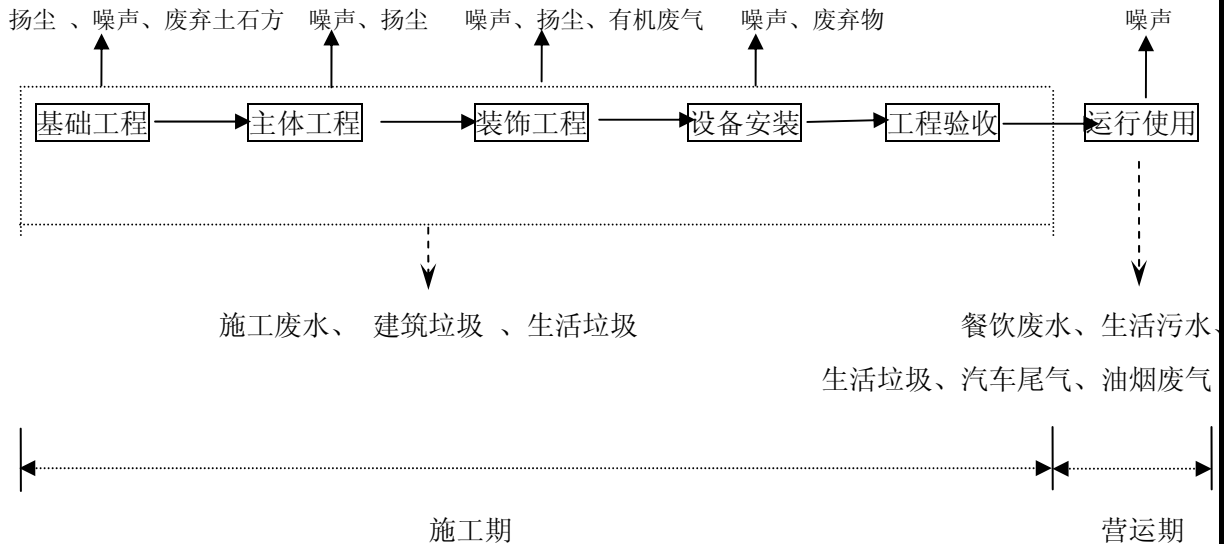 扬尘 、噪声、废弃土石方 噪声、扬尘 噪声、扬尘、有机废气 噪声、废弃物 噪声
基础工程 主体工程 装饰工程 设备安装 工程验收 运行使用
施工废水、 建筑垃圾 、生活垃圾 餐饮废水、生活污水、
生活垃圾、汽车尾气、油烟废气
施工期 营运期